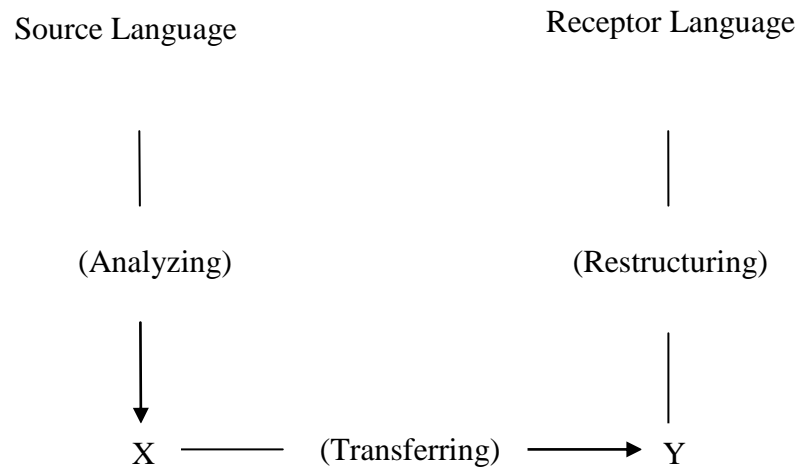 Source Language
Receptor Language
(Analyzing)
(Restructuring)
X (Transferring) Y